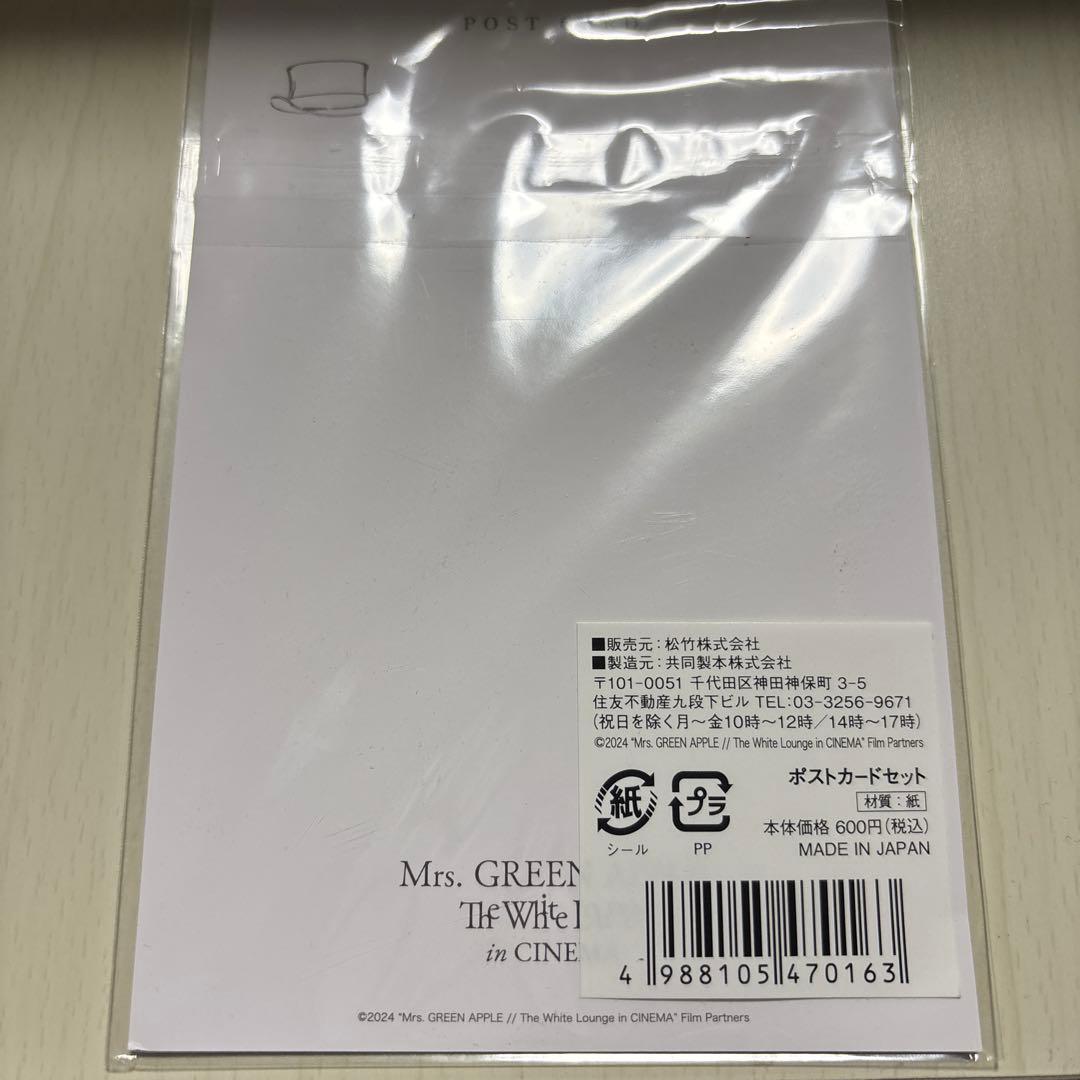 POST CARD
■販売元：松竹株式会社
■製造元：共同製本株式会社
〒101-0051 千代田区神田神保町 3-5
住友不動産九段下ビル TEL:03-3256-9671
(祝日を除く月〜金10時〜12時／14時〜17時)
©2024 "Mrs. GREEN APPLE // The White Lounge in CINEMA" Film Partners
ポストカードセット
紙
プラ
材質：紙
本体価格 600円(税込)
シール
PP
MADE IN JAPAN
4 988105 470163
Mrs. GREEN
The White
in CINE
©2024 "Mrs. GREEN APPLE // The White Lounge in CINEMA" Film Partners